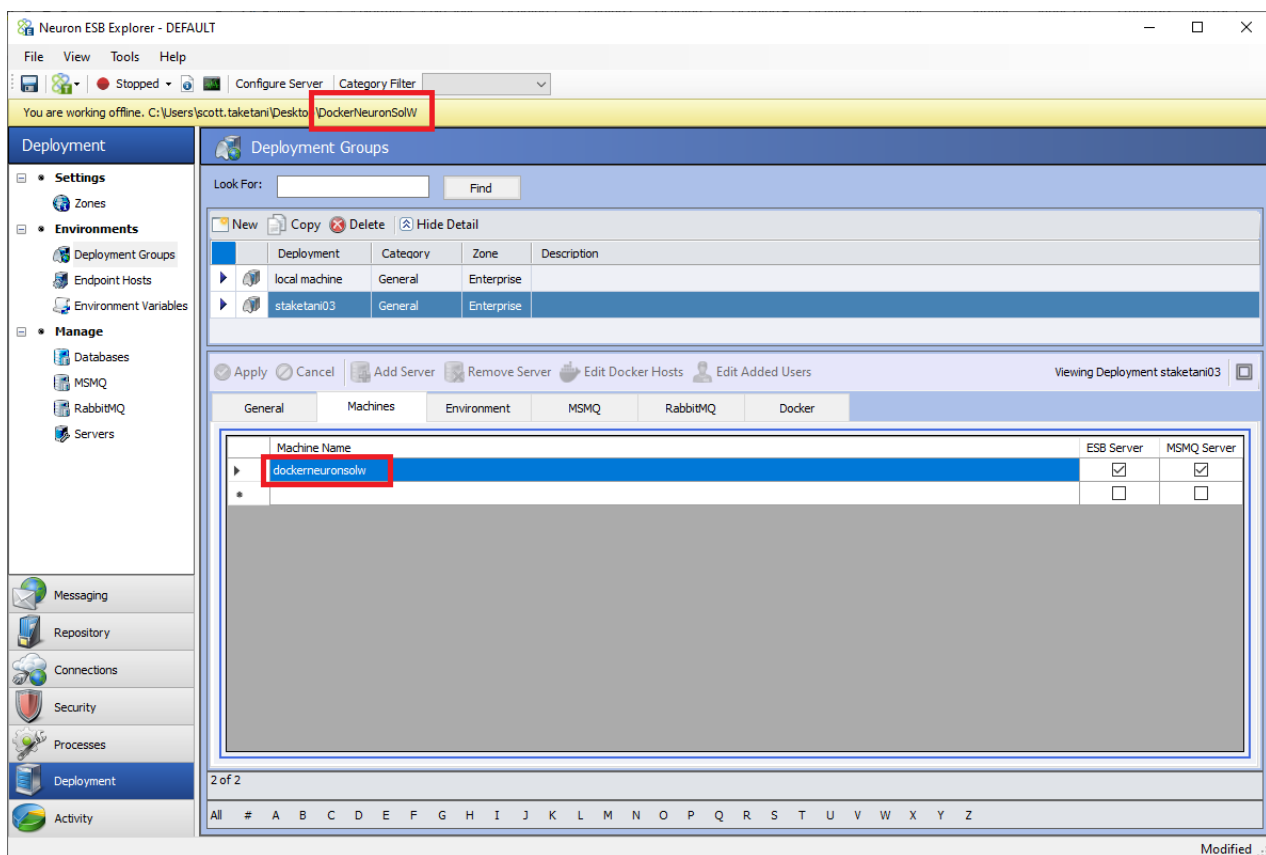 Neuron ESB Explorer - DEFAULT
File View Tools Help
Stopped Configure Server Category Filter
You are working offline. C:\Users\scott.taketani\Desktop\DockerNeuronSolW
Deployment
Settings
Zones
Environments
Deployment Groups
Endpoint Hosts
Environment Variables
Manage
Databases
MSMQ
RabbitMQ
Servers
Messaging
Repository
Connections
Security
Processes
Deployment
Activity
Deployment Groups
Look For: Find
New Copy Delete Hide Detail
Deployment Category Zone Description
local machine General Enterprise
staketani03 General Enterprise
Apply Cancel Add Server Remove Server Edit Docker Hosts Edit Added Users Viewing Deployment staketani03
General Machines Environment MSMQ RabbitMQ Docker
Machine Name ESB Server MSMQ Server
dockerneuronsolw
2 of 2
All # A B C D E F G H I J K L M N O P Q R S T U V W X Y Z
Modified